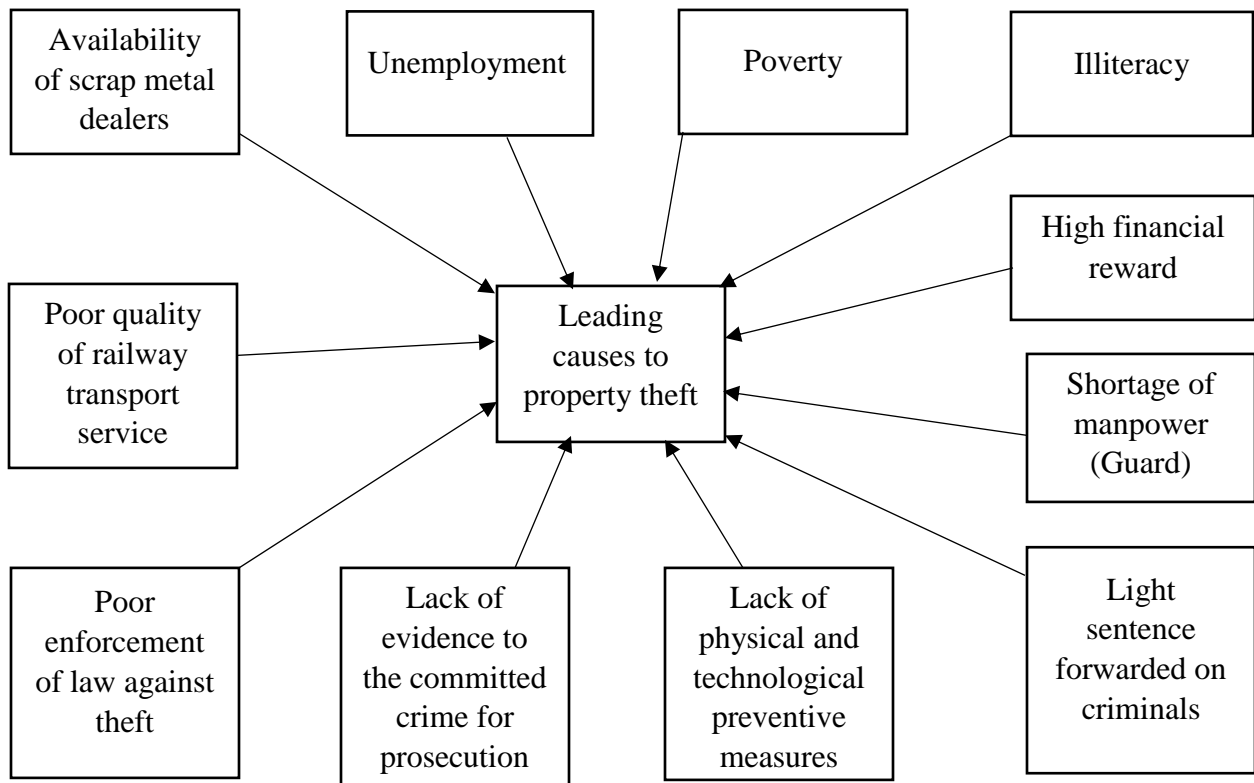 Availability
of scrap metal
dealers
Unemployment
Poverty
Illiteracy
High financial
reward
Poor quality
of railway
transport
service
Leading
causes to
property theft
Shortage of
manpower
(Guard)
Poor
enforcement
of law against
theft
Lack of
evidence to
the committed
crime for
prosecution
Lack of
physical and
technological
preventive
measures
Light
sentence
forwarded on
criminals